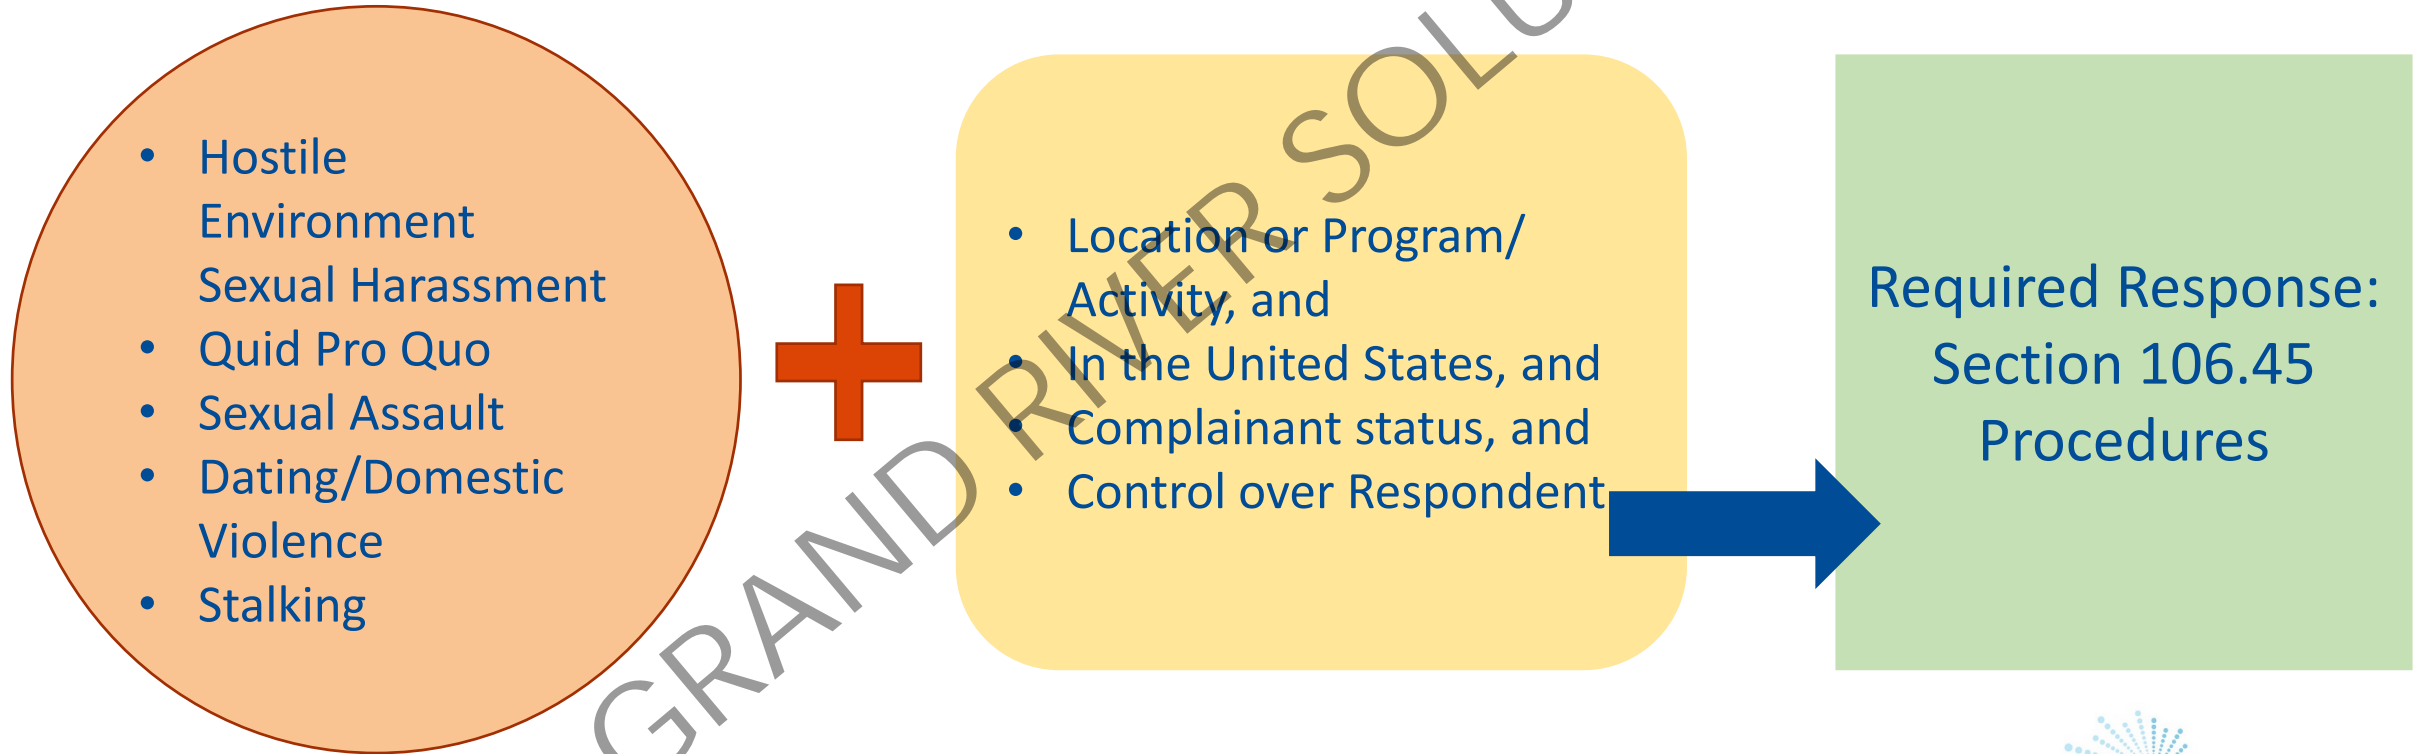 • Hostile
Environment
Sexual Harassment
• Quid Pro Quo
• Sexual Assault
• Dating/Domestic
Violence
• Stalking
• Location or Program/
Activity, and
• In the United States, and
• Complainant status, and
• Control over Respondent
Required Response:
Section 106.45
Procedures
GRAND RIVER SOLU